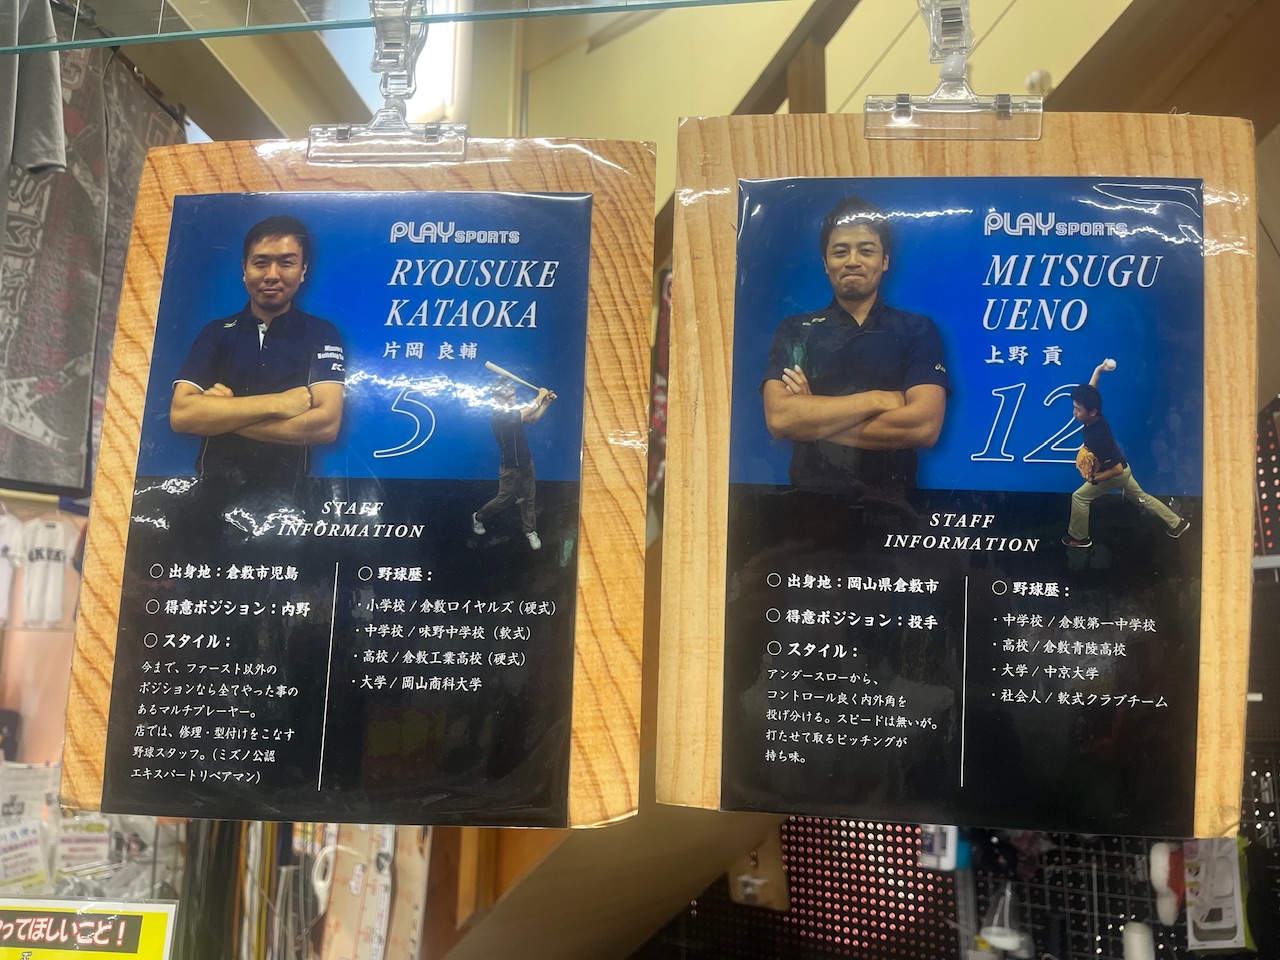 PLAY SPORTS
RYOUSUKE
KATAOKA
片岡 良輔
5
STAFF
INFORMATION
○ 出身地：倉敷市児島
○ 得意ポジション：内野
○ スタイル：
今まで、ファースト以外の
ポジションなら全てやった事の
あるマルチプレーヤー。
店では、修理・型付けをこなす
野球スタッフ。（ミズノ公認
エキスパートリペアマン）
○ 野球歴：
・小学校 / 倉敷ロイヤルズ（硬式）
・中学校 / 味野中学校（軟式）
・高校 / 倉敷工業高校（硬式）
・大学 / 岡山商科大学
PLAY SPORTS
MITSUGU
UENO
上野 貢
12
STAFF
INFORMATION
○ 出身地：岡山県倉敷市
○ 得意ポジション：投手
○ スタイル：
アンダースローから、
コントロール良く内外角を
投げ分ける。スピードは無いが。
打たせて取るピッチングが
持ち味。
○ 野球歴：
・中学校 / 倉敷第一中学校
・高校 / 倉敷青陵高校
・大学 / 中京大学
・社会人 / 軟式クラブチーム
ってほしいこと！